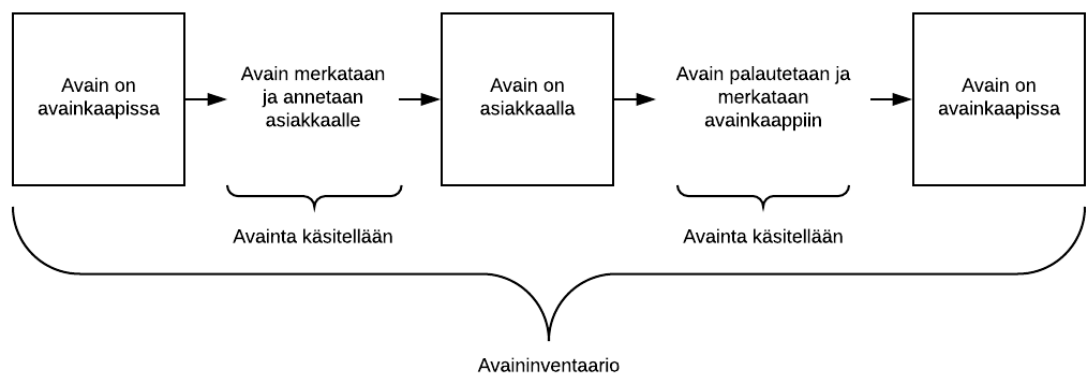 Avain on
avainkaapissa
Avain merkataan
ja annetaan
asiakkaalle
Avain on
asiakkaalla
Avain palautetaan ja
merkataan
avainkaappiin
Avain on
avainkaapissa
Avainta käsitellään
Avainta käsitellään
Avaininventaario